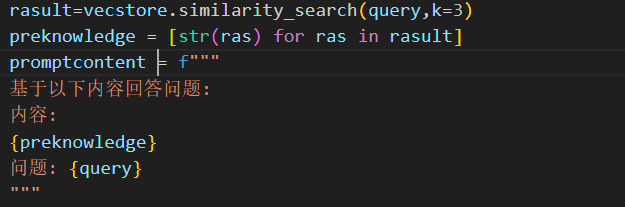 rasult=vecstore.similarity_search(query,k=3)
preknowledge = [str(ras) for ras in rasult]
promptcontent = f"""
基于以下内容回答问题:
内容:
{preknowledge}
问题: {query}
"""